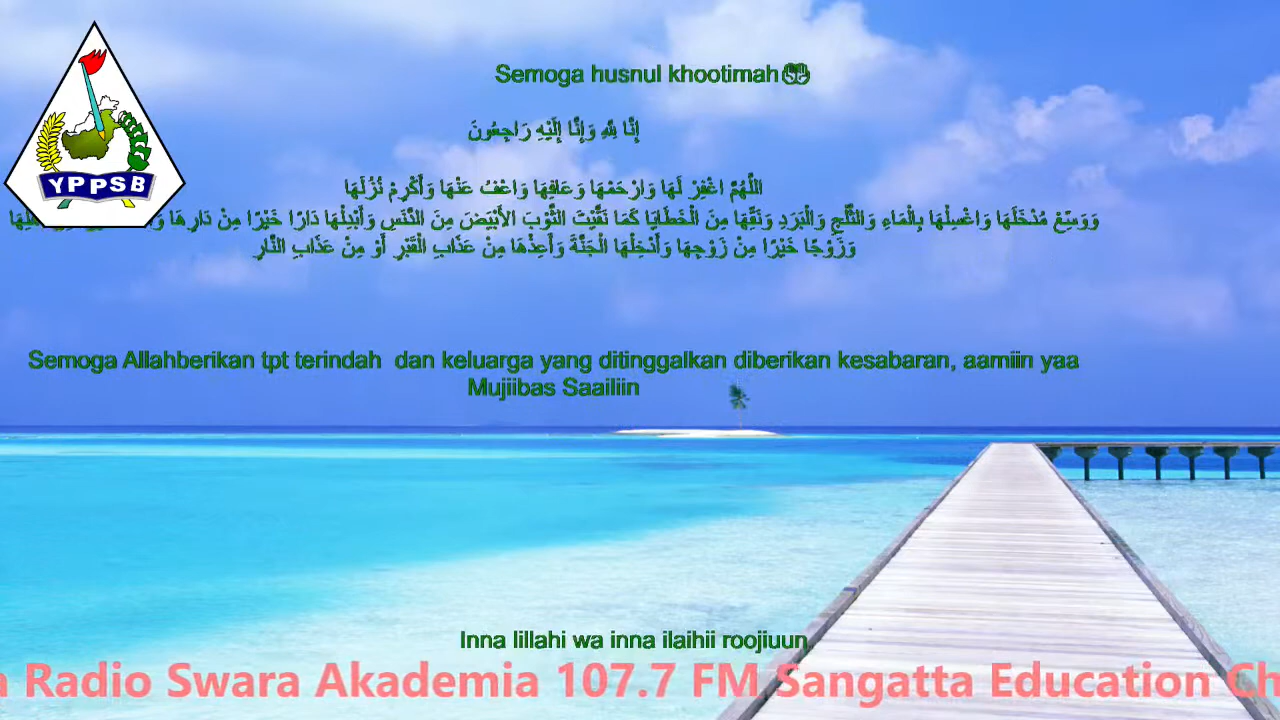 YPPSB
Semoga husnul khootimah🤲
إِنَّا لِلَّهِ وَإِنَّا إِلَيْهِ رَاجِعُونَ
اللَّهُمَّ اغْفِرْ لَهَا وَارْحَمْهَا وَعَافِهَا وَاعْفُ عَنْهَا وَأَكْرِمْ نُزُلَهَا
وَوَسِّعْ مُدْخَلَهَا وَاغْسِلْهَا بِالْمَاءِ وَالثَّلْجِ وَالْبَرَدِ وَنَقِّهَا مِنَ الْخَطَايَا كَمَا نَقَّيْتَ الثَّوْبَ الأَبْيَضَ مِنَ الدَّنَسِ وَأَبْدِلْهَا دَارًا خَيْرًا مِنْ دَارِهَا
وَزَوْجًا خَيْرًا مِنْ زَوْجِهَا وَأَدْخِلْهَا الْجَنَّةَ وَأَعِذْهَا مِنْ عَذَابِ الْقَبْرِ أَوْ مِنْ عَذَابِ النَّارِ
Semoga Allahberikan tpt terindah dan keluarga yang ditinggalkan diberikan kesabaran, aamiin yaa
Mujiibas Saailiin
Inna lillahi wa inna ilaihii roojiuun
Radio Swara Akademia 107.7 FM Sangatta Education